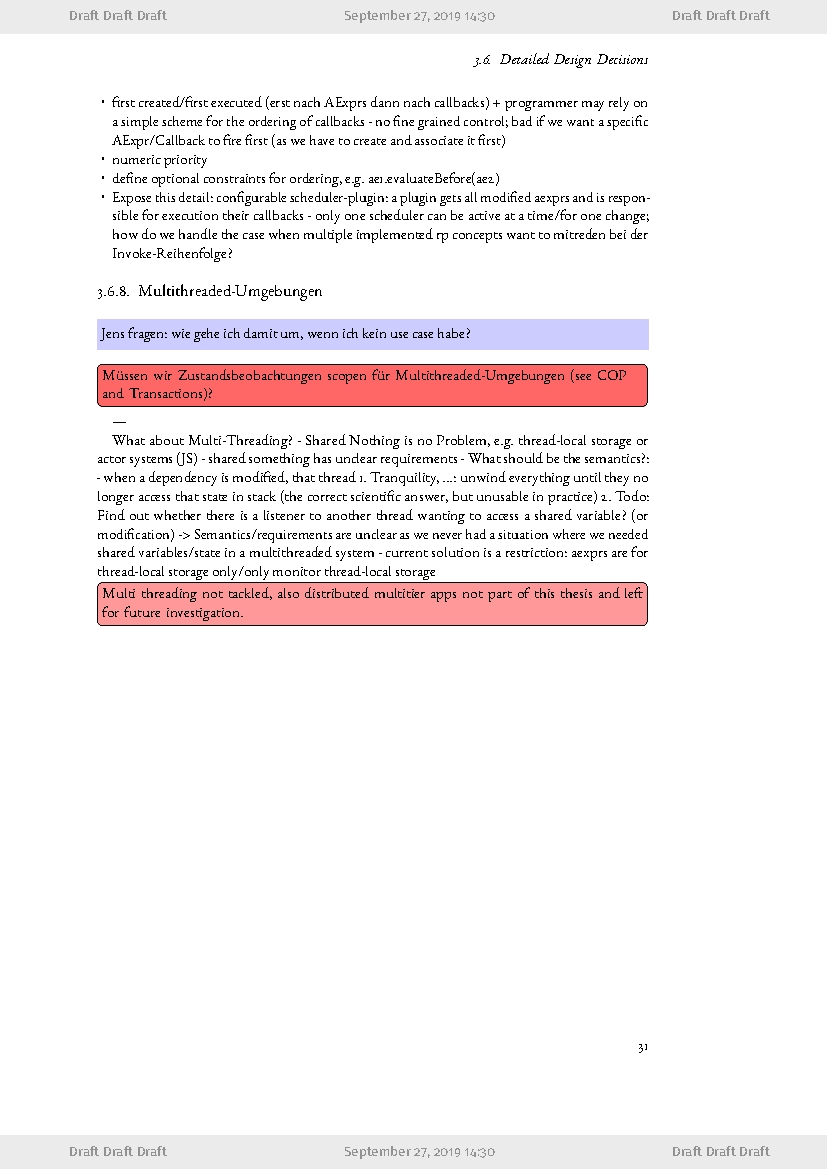 Draft Draft Draft September 27, 2019 14:30 Draft Draft Draft
3.6. Detailed Design Decisions
• first created/first executed (erst nach AExprs dann nach callbacks) + programmer may rely on
a simple scheme for the ordering of callbacks - no fine grained control; bad if we want a specific
AExpr/Callback to fire first (as we have to create and associate it first)
• numeric priority
• define optional constraints for ordering, e.g. ae1.evaluateBefore(ae2)
• Expose this detail: configurable scheduler-plugin: a plugin gets all modified aexprs and is respon-
sible for execution their callbacks - only one scheduler can be active at a time/for one change;
how do we handle the case when multiple implemented rp concepts want to mitreden bei der
Invoke-Reihenfolge?
3.6.8. Multithreaded-Umgebungen
Jens fragen: wie gehe ich damit um, wenn ich kein use case habe?
Müssen wir Zustandsbeobachtungen scopen für Multithreaded-Umgebungen (see COP
and Transactions)?
—
What about Multi-Threading? - Shared Nothing is no Problem, e.g. thread-local storage or
actor systems (JS) - shared something has unclear requirements - What should be the semantics?:
- when a dependency is modified, that thread 1. Tranquility, ...: unwind everything until they no
longer access that state in stack (the correct scientific answer, but unusable in practice) 2. Todo:
Find out whether there is a listener to another thread wanting to access a shared variable? (or
modification) -> Semantics/requirements are unclear as we never had a situation where we needed
shared variables/state in a multithreaded system - current solution is a restriction: aexprs are for
thread-local storage only/only monitor thread-local storage
Multi threading not tackled, also distributed multitier apps not part of this thesis and left
for future investigation.
31
Draft Draft Draft September 27, 2019 14:30 Draft Draft Draft